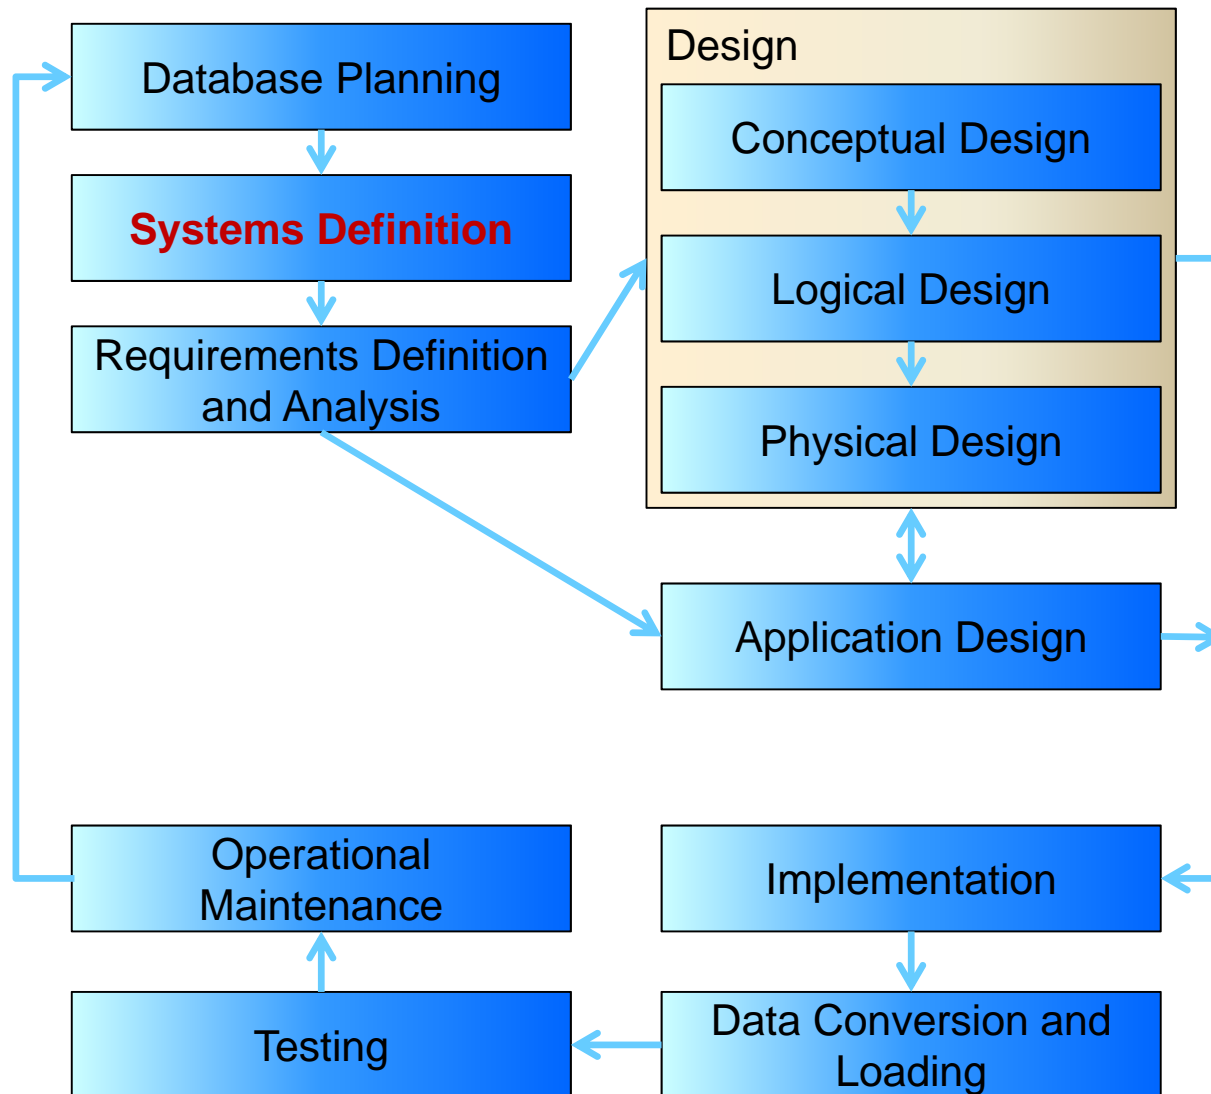 Database Planning
Systems Definition
Requirements Definition
and Analysis
Design
Conceptual Design
Logical Design
Physical Design
Application Design
Operational
Maintenance
Implementation
Testing
Data Conversion and
Loading